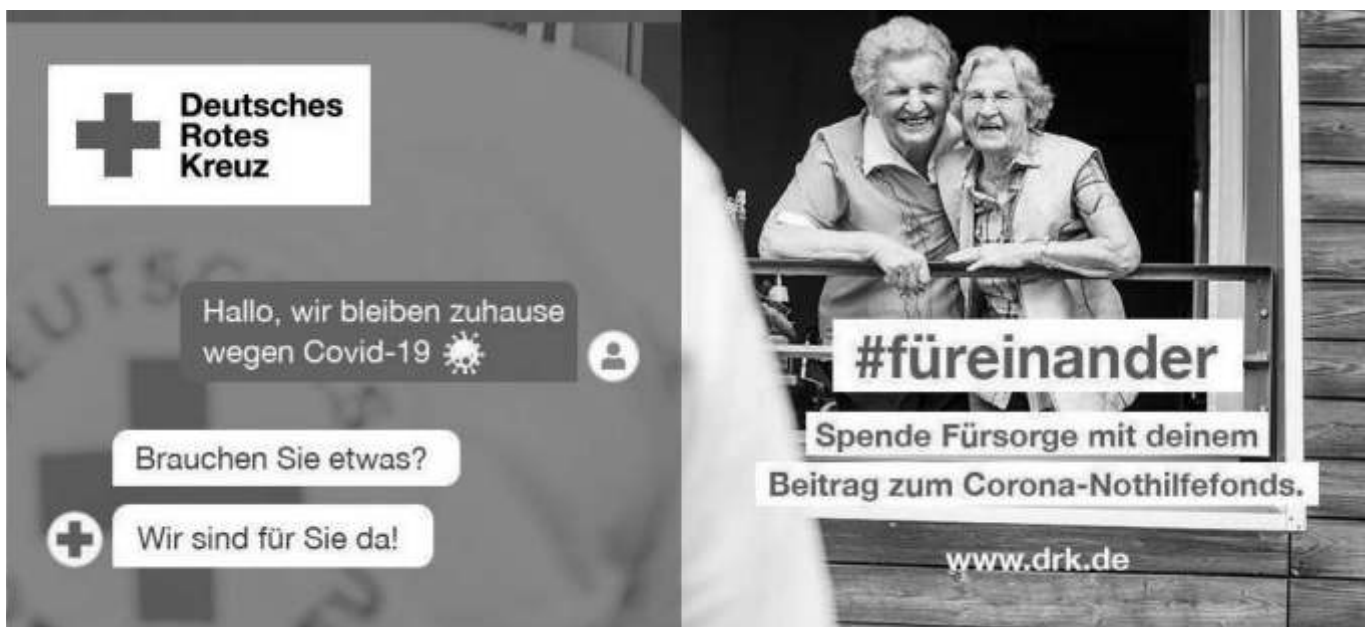 Deutsches
Rotes
Kreuz
Hallo, wir bleiben zuhause
wegen Covid-19
Brauchen Sie etwas?
Wir sind für Sie da!
#füreinander
Spende Fürsorge mit deinem
Beitrag zum Corona-Nothilfefonds.
www.drk.de